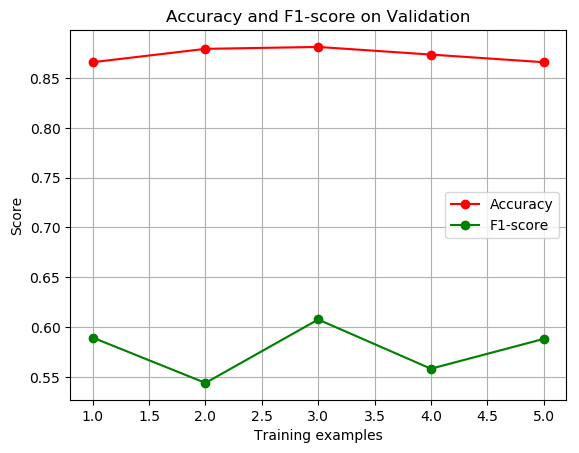 Accuracy and F1-score on Validation
0.85
0.80
0.75
0.70
0.65
0.60
0.55
Score
Accuracy
F1-score
1.0 1.5 2.0 2.5 3.0 3.5 4.0 4.5 5.0
Training examples